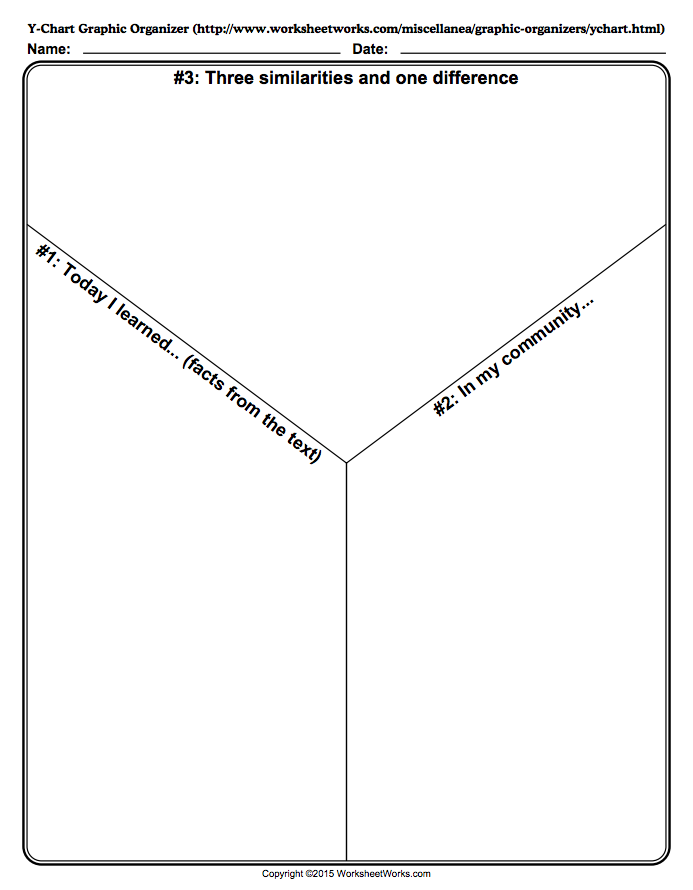 Y-Chart Graphic Organizer (http://www.worksheetworks.com/miscellanea/graphic-organizers/ychart.html)
Name: Date:
#3: Three similarities and one difference
#1: Today I learned... (facts from the text)
#2: In my community...
Copyright ©2015 WorksheetWorks.com